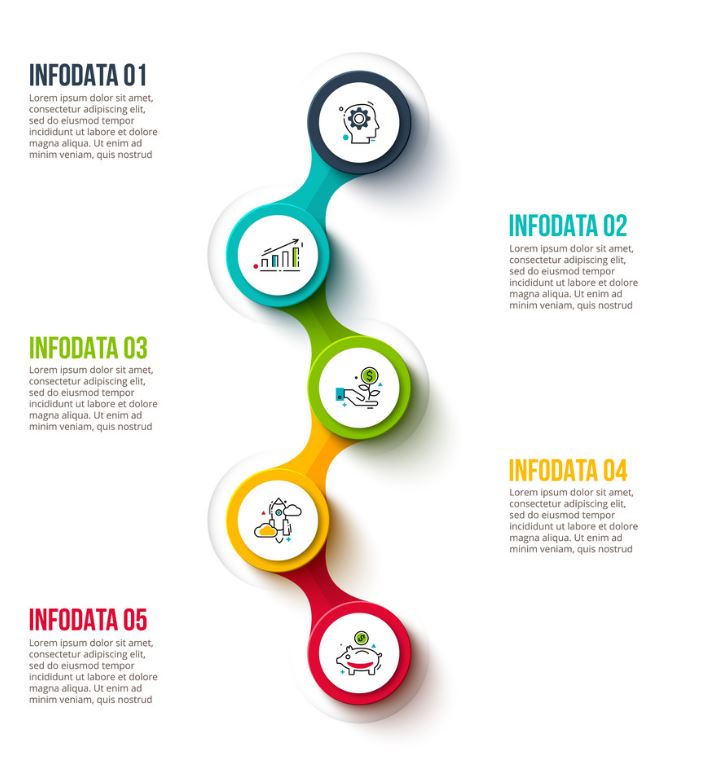 INFODATA 01
Lorem ipsum dolor sit amet,
consectetur adipiscing elit,
sed do eiusmod tempor
incididunt ut labore et dolore
magna aliqua. Ut enim ad
minim veniam, quis nostrud
INFODATA 02
Lorem ipsum dolor sit amet,
consectetur adipiscing elit,
sed do eiusmod tempor
incididunt ut labore et dolore
magna aliqua. Ut enim ad
minim veniam, quis nostrud
INFODATA 03
Lorem ipsum dolor sit amet,
consectetur adipiscing elit,
sed do eiusmod tempor
incididunt ut labore et dolore
magna aliqua. Ut enim ad
minim veniam, quis nostrud
$
INFODATA 04
Lorem ipsum dolor sit amet,
consectetur adipiscing elit,
sed do eiusmod tempor
incididunt ut labore et dolore
magna aliqua. Ut enim ad
minim veniam, quis nostrud
INFODATA 05
Lorem ipsum dolor sit amet,
consectetur adipiscing elit,
sed do eiusmod tempor
incididunt ut labore et dolore
magna aliqua. Ut enim ad
minim veniam, quis nostrud
$